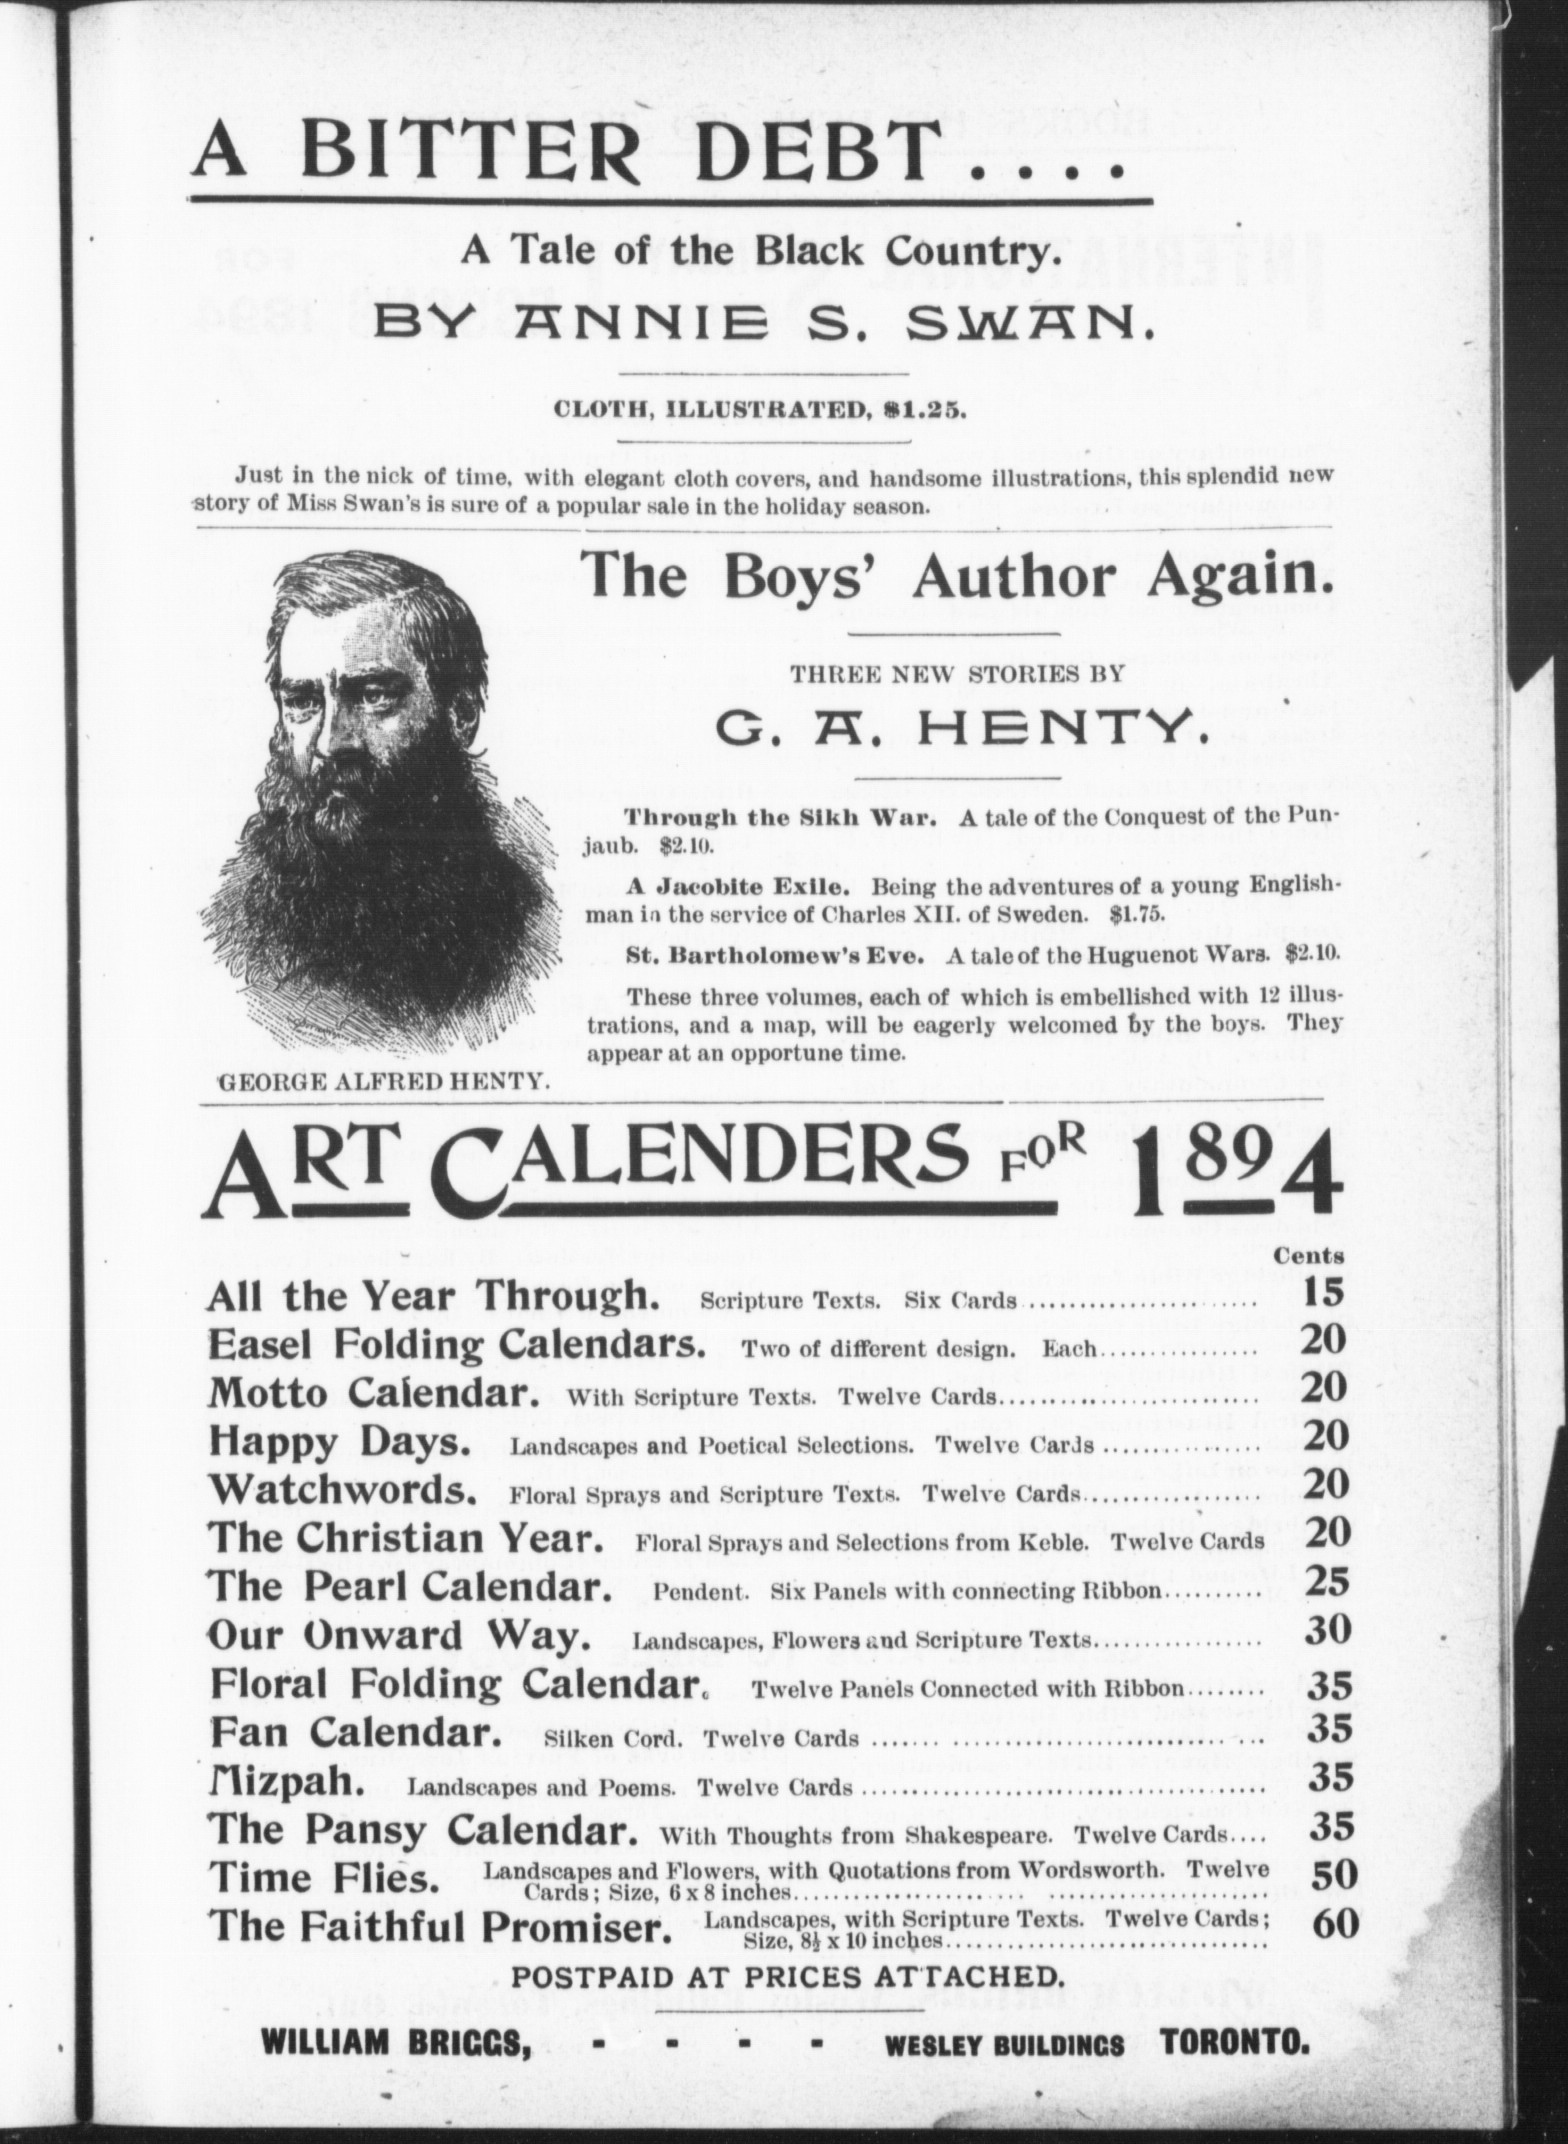 A BITTER DEBT....
A Tale of the Black Country.
BY ANNIE S. SWAN.
CLOTH, ILLUSTRATED, $1.25.
Just in the nick of time, with elegant cloth covers, and handsome illustrations, this splendid new
story of Miss Swan's is sure of a popular sale in the holiday season.
The Boys' Author Again.
THREE NEW STORIES BY
G. A. HENTY.
Through the Sikh War. A tale of the Conquest of the Pun-
jaub. $2.10.
A Jacobite Exile. Being the adventures of a young English-
man in the service of Charles XII. of Sweden. $1.75.
St. Bartholomew's Eve. A tale of the Huguenot Wars. $2.10.
These three volumes, each of which is embellished with 12 illus-
trations, and a map, will be eagerly welcomed by the boys. They
appear at an opportune time.
GEORGE ALFRED HENTY.
ART CALENDERS FOR 1894
Cents
All the Year Through. Scripture Texts. Six Cards ........................ 15
Easel Folding Calendars. Two of different design. Each................ 20
Motto Calendar. With Scripture Texts. Twelve Cards.......................... 20
Happy Days. Landscapes and Poetical Selections. Twelve Cards ................ 20
Watchwords. Floral Sprays and Scripture Texts. Twelve Cards.................. 20
The Christian Year. Floral Sprays and Selections from Keble. Twelve Cards 20
The Pearl Calendar. Pendent. Six Panels with connecting Ribbon.......... 25
Our Onward Way. Landscapes, Flowers and Scripture Texts................. 30
Floral Folding Calendar. Twelve Panels Connected with Ribbon........ 35
Fan Calendar. Silken Cord. Twelve Cards ....................................... 35
Mizpah. Landscapes and Poems. Twelve Cards ........................................ 35
The Pansy Calendar. With Thoughts from Shakespeare. Twelve Cards.... 35
Time Flies. Landscapes and Flowers, with Quotations from Wordsworth. Twelve
Cards; Size, 6 x 8 inches............................................. 50
The Faithful Promiser. Landscapes, with Scripture Texts. Twelve Cards;
Size, 8½ x 10 inches................................ 60
POSTPAID AT PRICES ATTACHED.
WILLIAM BRIGGS, - - - - WESLEY BUILDINGS TORONTO.